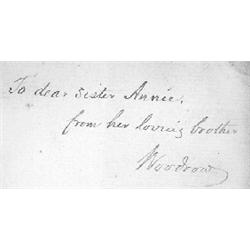 To dear sister Annie,
from her loving brother
Woodrow